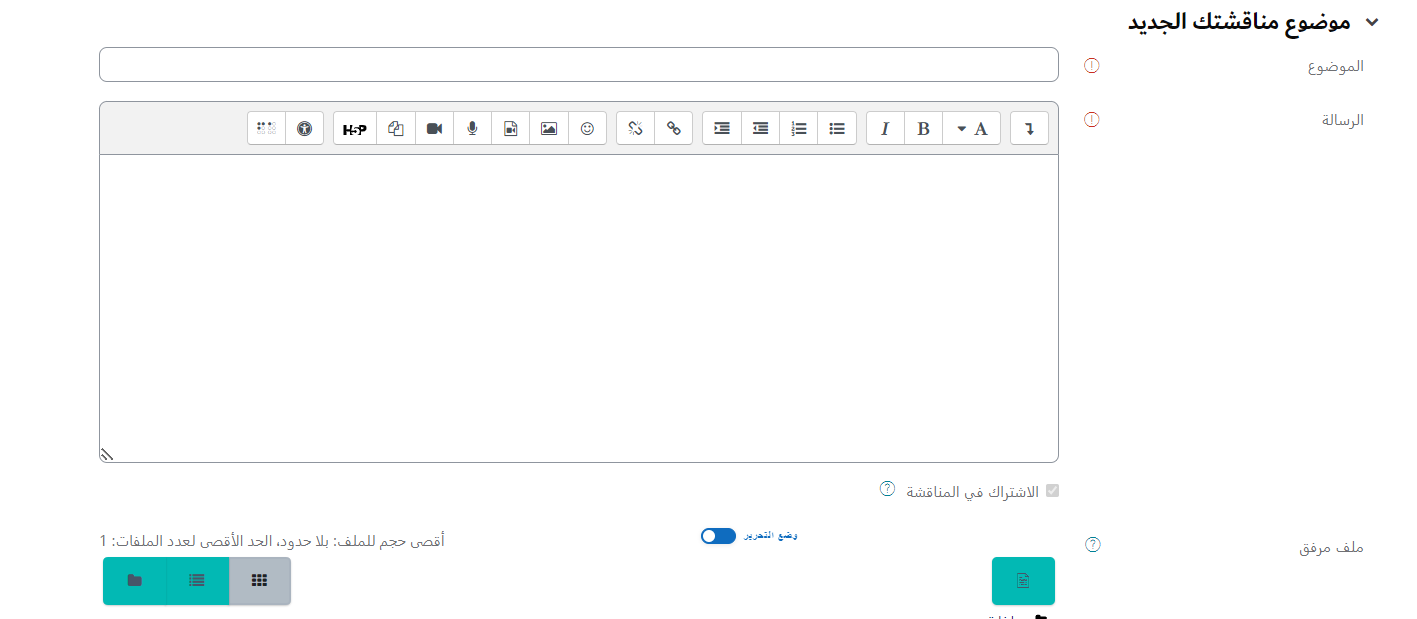 موضوع مناقشتك الجديد
الموضوع
الرسالة
A B I H5P
الاشتراك في المناقشة
ملف مرفق
وضع التحرير
أقصى حجم للملف: بلا حدود، الحد الأقصى لعدد الملفات: 1